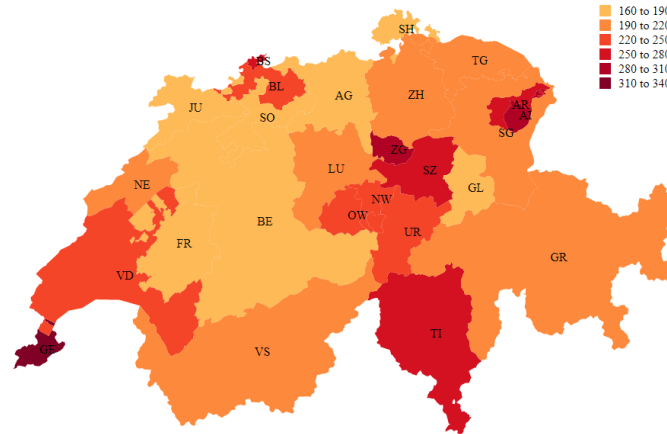 160 to 190
190 to 220
220 to 250
250 to 280
280 to 310
310 to 340
SH
BS
TG
BL
AG
ZH
JU
SO
AR
AI
SG
ZG
LU
SZ
NE
GL
NW
OW
BE
UR
FR
GR
VD
TI
GE
VS